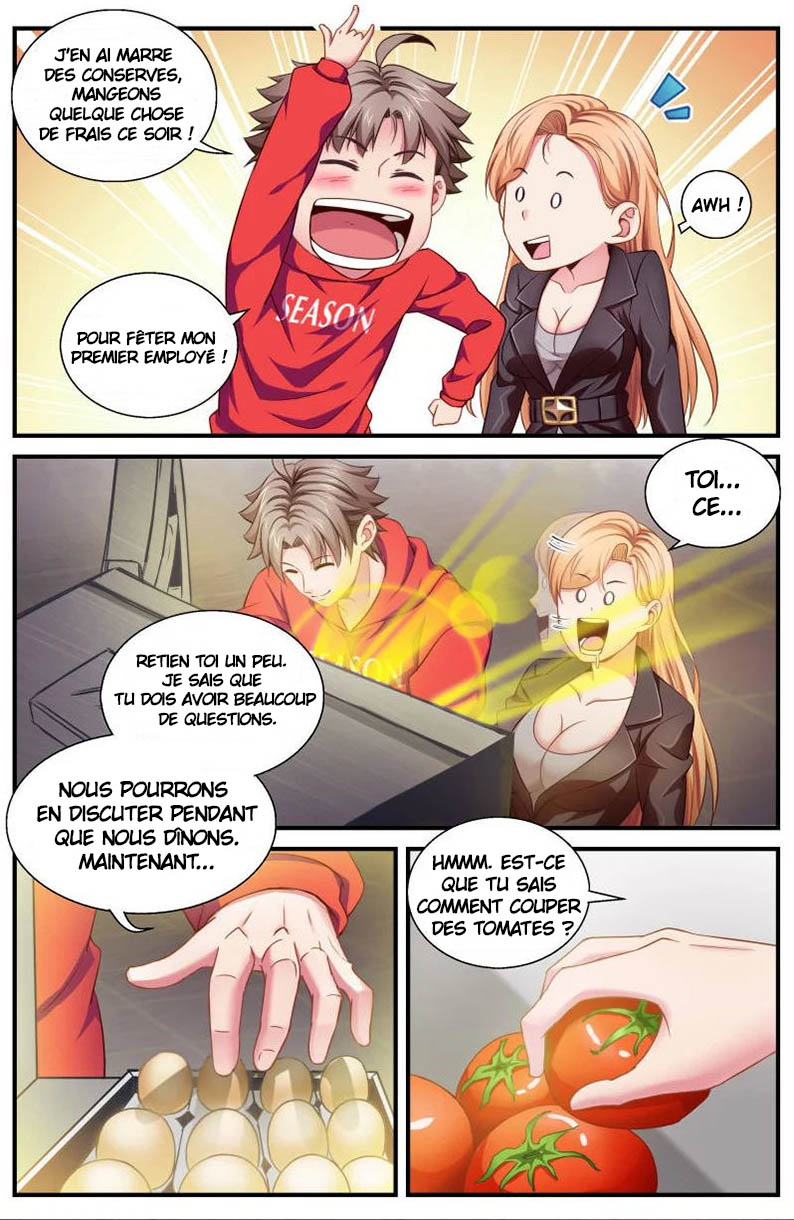 J'EN AI MARRE
DES CONSERVES,
MANGEONS
QUELQUE CHOSE
DE FRAIS CE SOIR !
AWH !
SEASON
POUR FÊTER MON
PREMIER EMPLOYÉ !
TOI...
CE...
EASON
RETIEN TOI UN PEU.
JE SAIS QUE
TU DOIS AVOIR BEAUCOUP
DE QUESTIONS.
NOUS POURRONS
EN DISCUTER PENDANT
QUE NOUS DÎNONS.
MAINTENANT...
HMMM. EST-CE
QUE TU SAIS
COMMENT COUPER
DES TOMATES ?